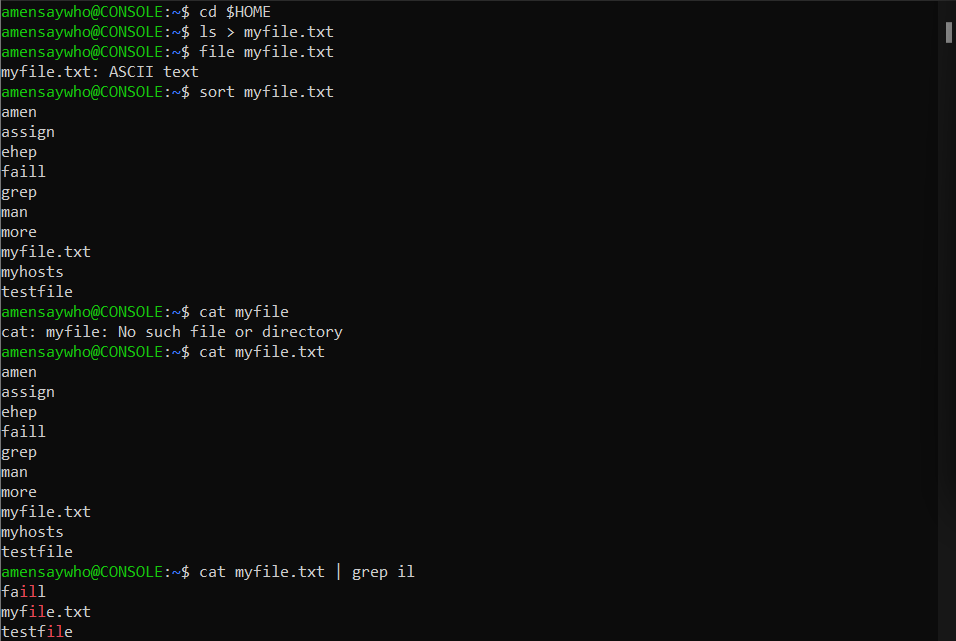 amensaywho@CONSOLE:~$ cd $HOME
amensaywho@CONSOLE:~$ ls > myfile.txt
amensaywho@CONSOLE:~$ file myfile.txt
myfile.txt: ASCII text
amensaywho@CONSOLE:~$ sort myfile.txt
amen
assign
ehep
faill
grep
man
more
myfile.txt
myhosts
testfile
amensaywho@CONSOLE:~$ cat myfile
cat: myfile: No such file or directory
amensaywho@CONSOLE:~$ cat myfile.txt
amen
assign
ehep
faill
grep
man
more
myfile.txt
myhosts
testfile
amensaywho@CONSOLE:~$ cat myfile.txt | grep il
faill
myfile.txt
testfile